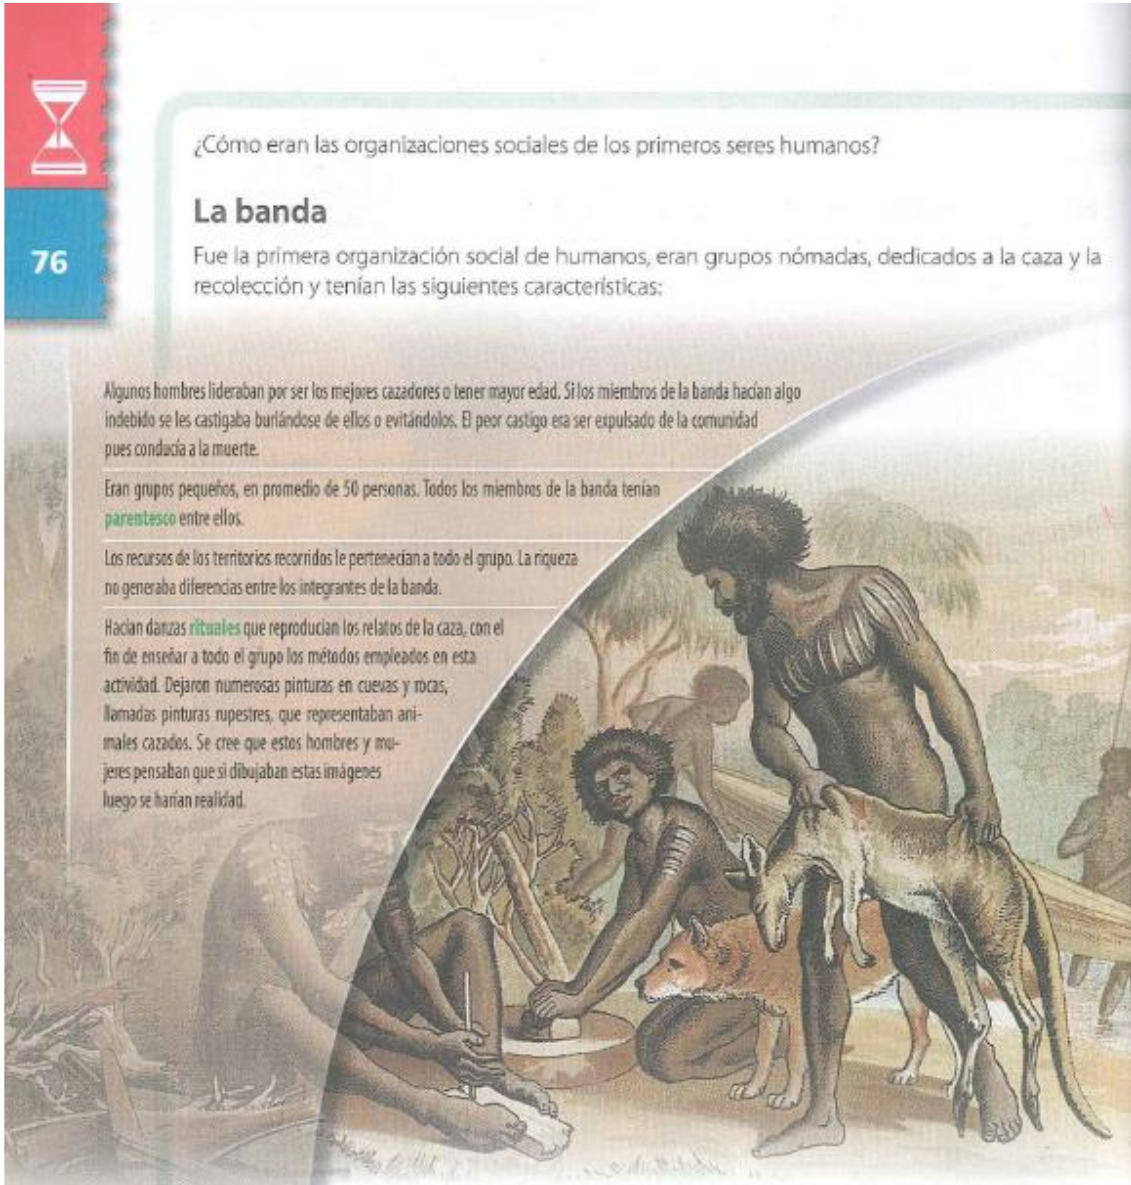 ¿Cómo eran las organizaciones sociales de los primeros seres humanos?
La banda
76
Fue la primera organización social de humanos, eran grupos nómadas, dedicados a la caza y la
recolección y tenían las siguientes características:
Algunos hombres lideraban por ser los mejores cazadores o tener mayor edad. Si los miembros de la banda hacían algo
indebido se les castigaba burlándose de ellos o evitándolos. El peor castigo era ser expulsado de la comunidad
pues conducía a la muerte.
Eran grupos pequeños, en promedio de 50 personas. Todos los miembros de la banda tenían
parentesco entre ellos.
Los recursos de los territorios recorridos le pertenecían a todo el grupo. La riqueza
no generaba diferencias entre los integrantes de la banda.
Hacían danzas rituales que reproducían los relatos de la caza, con el
fin de enseñar a todo el grupo los métodos empleados en esta
actividad. Dejaron numerosas pinturas en cuevas y rocas,
llamadas pinturas rupestres, que representaban ani-
males cazados. Se cree que estos hombres y mu-
jeres pensaban que si dibujaban estas imágenes
luego se harían realidad.